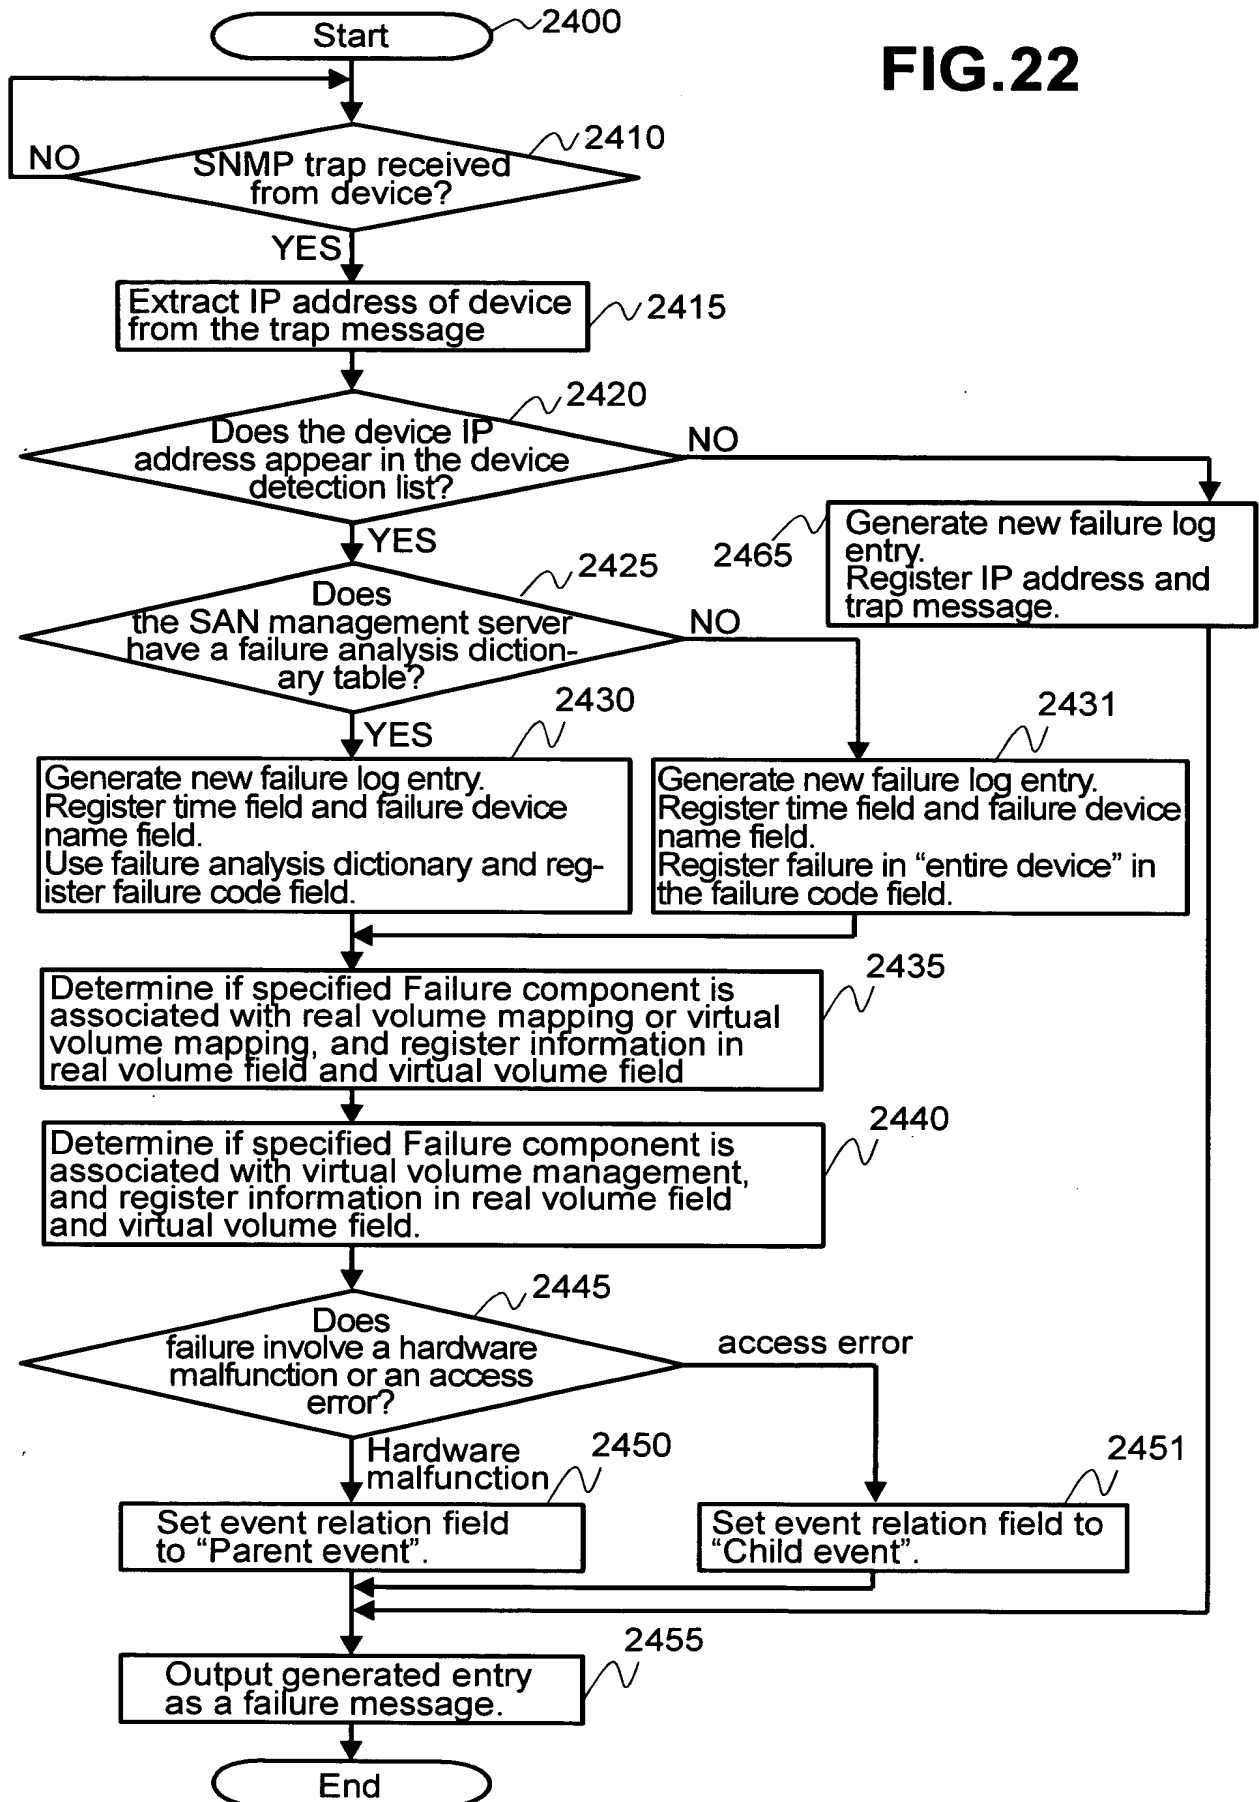 Start
2400
FIG.22
2410
NO
SNMP trap received
from device?
YES
Extract IP address of device
from the trap message
2415
2420
Does the device IP
address appear in the device
detection list?
NO
YES
2465
Generate new failure log
entry.
Register IP address and
trap message.
2425
Does
the SAN management server
have a failure analysis diction-
ary table?
NO
YES
2430
2431
Generate new failure log entry.
Register time field and failure device
name field.
Use failure analysis dictionary and reg-
ister failure code field.
Generate new failure log entry.
Register time field and failure device
name field.
Register failure in “entire device” in
the failure code field.
2435
Determine if specified Failure component is
associated with real volume mapping or virtual
volume mapping, and register information in
real volume field and virtual volume field
2440
Determine if specified Failure component is
associated with virtual volume management,
and register information in real volume field
and virtual volume field.
2445
Does
failure involve a hardware
malfunction or an access
error?
access error
Hardware
malfunction
2450
2451
Set event relation field
to “Parent event”.
Set event relation field to
“Child event”.
2455
Output generated entry
as a failure message.
End